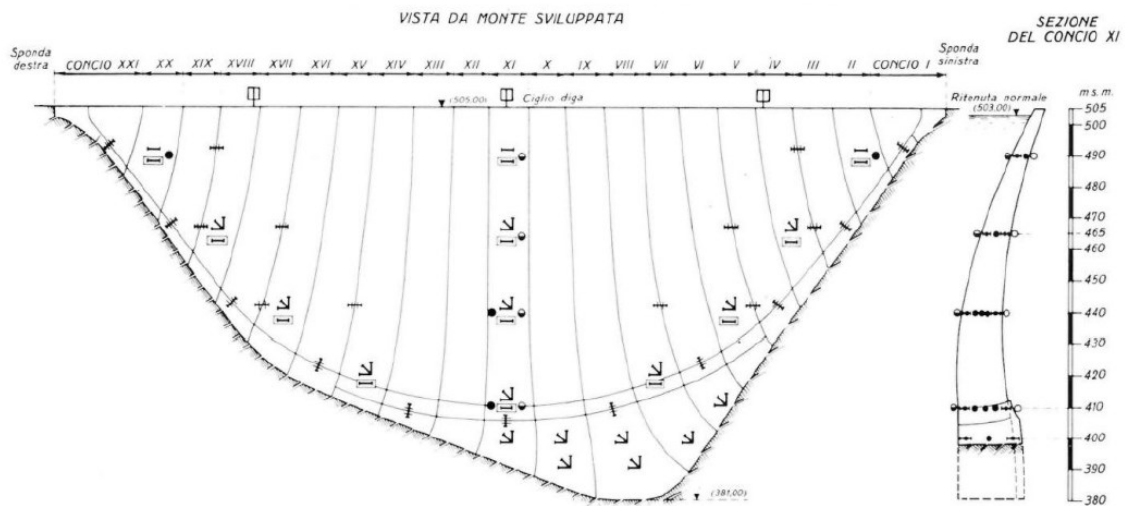 VISTA DA MONTE SVILUPPATA
SEZIONE
DEL CONCIO XI
Sponda
destra
CONCIO XXI XX XIX XVIII XVII XVI XV XIV XIII XII XI X IX VIII VII VI V IV III II CONCIO I
Sponda
sinistra
(505.00) Ciglio diga
Ritenuta normale
(503,00)
m s. m.
505
500
490
480
470
465
460
450
440
430
420
410
400
390
380
(381,00)